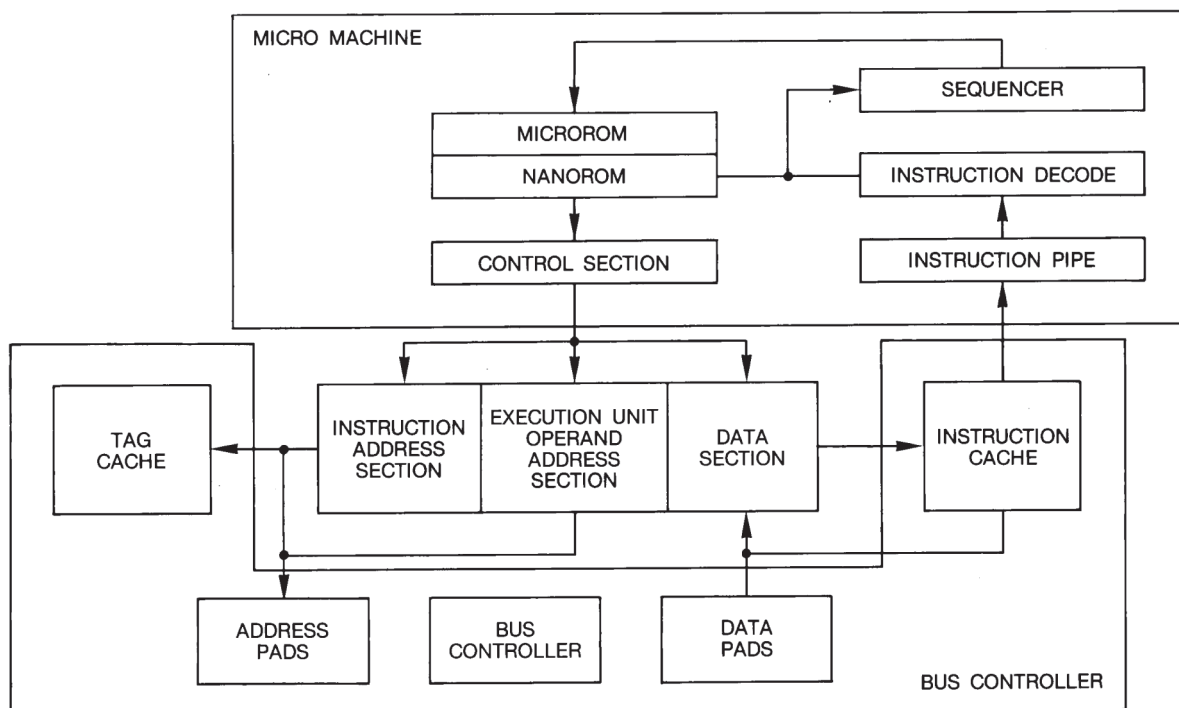 MICRO MACHINE
SEQUENCER
MICROROM
NANOROM
INSTRUCTION DECODE
CONTROL SECTION
INSTRUCTION PIPE
TAG
CACHE
INSTRUCTION
ADDRESS
SECTION
EXECUTION UNIT
OPERAND
ADDRESS
SECTION
DATA
SECTION
INSTRUCTION
CACHE
ADDRESS
PADS
BUS
CONTROLLER
DATA
PADS
BUS CONTROLLER